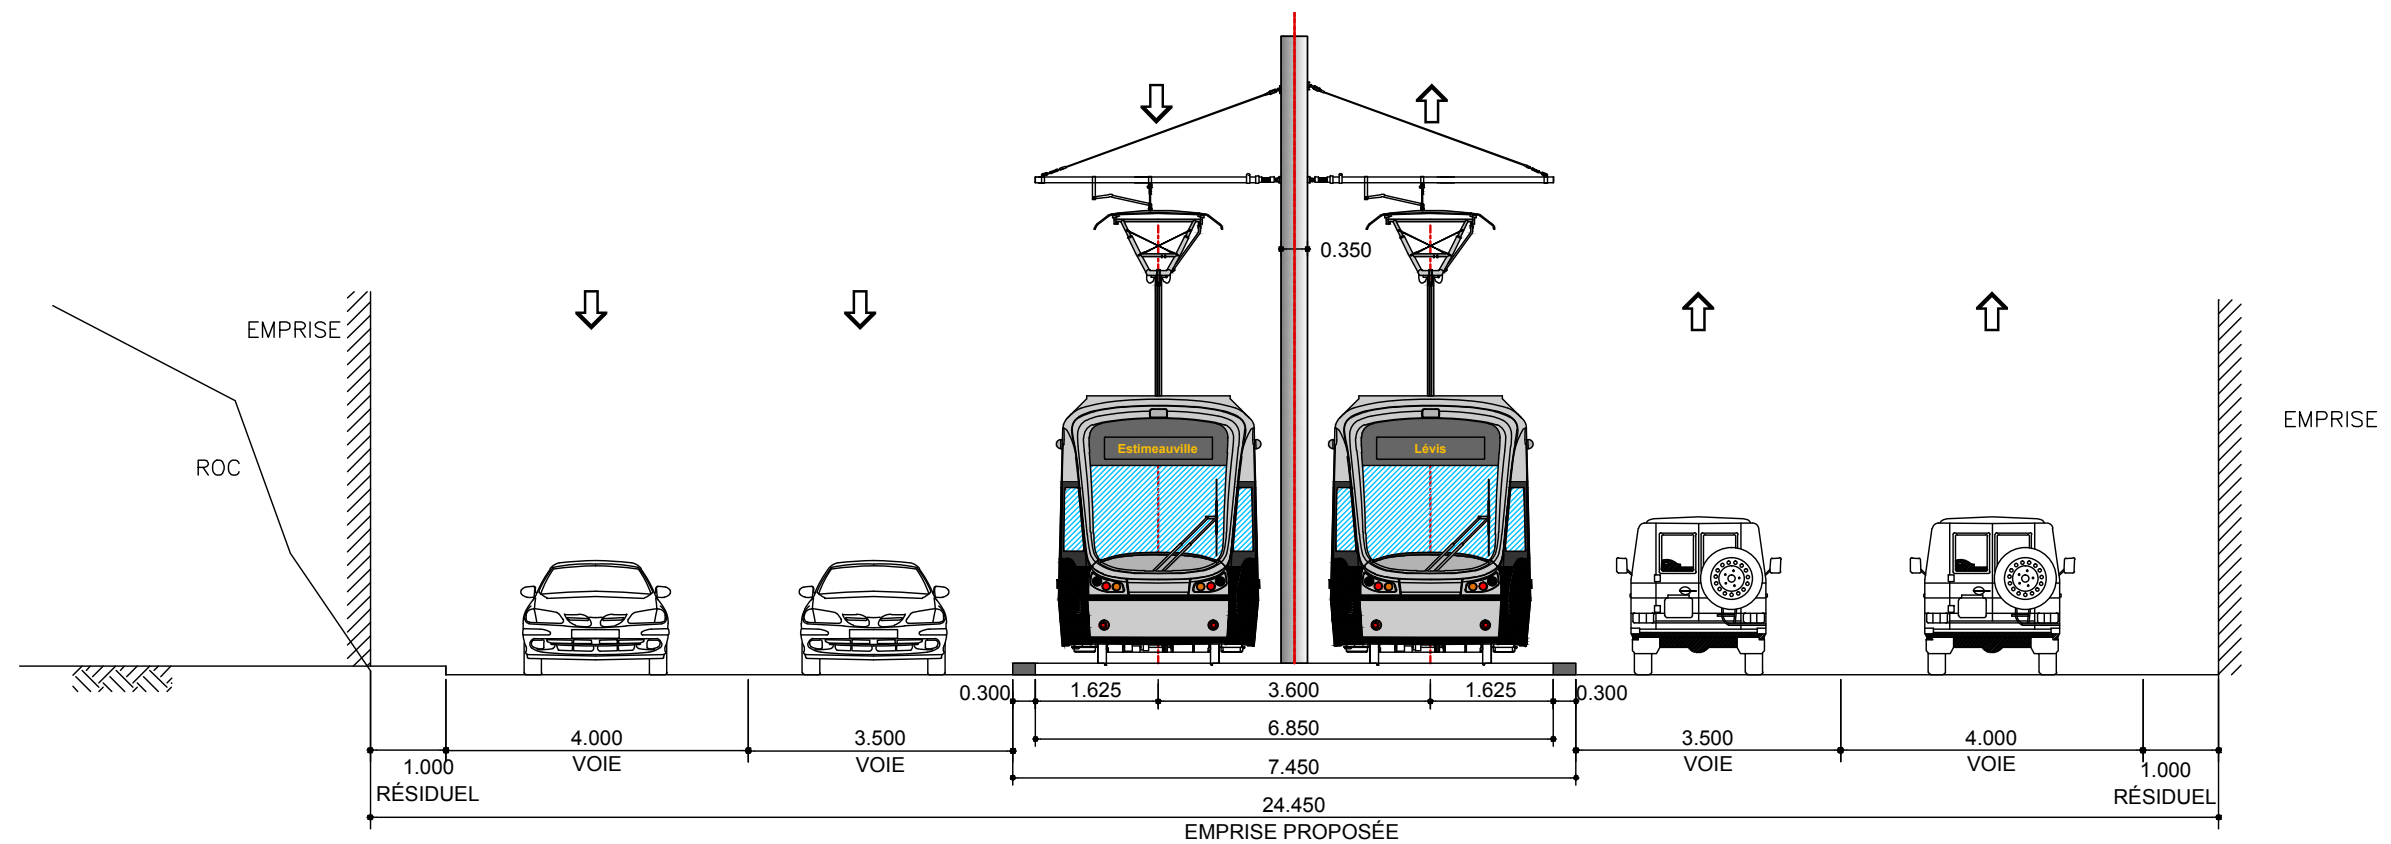 0.350
EMPRISE
EMPRISE
Estimeauville
Lévis
ROC
0.300
1.625
3.600
1.625
0.300
6.850
4.000
VOIE
3.500
VOIE
3.500
VOIE
4.000
VOIE
1.000
RÉSIDUEL
7.450
1.000
RÉSIDUEL
24.450
EMPRISE PROPOSÉE